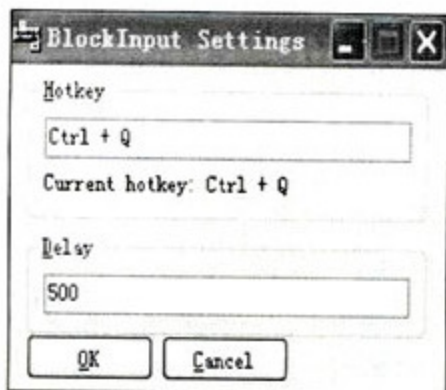 BlockInput Settings
Hotkey
Ctrl + Q
Current hotkey: Ctrl + Q
Delay
500
OK
Cancel